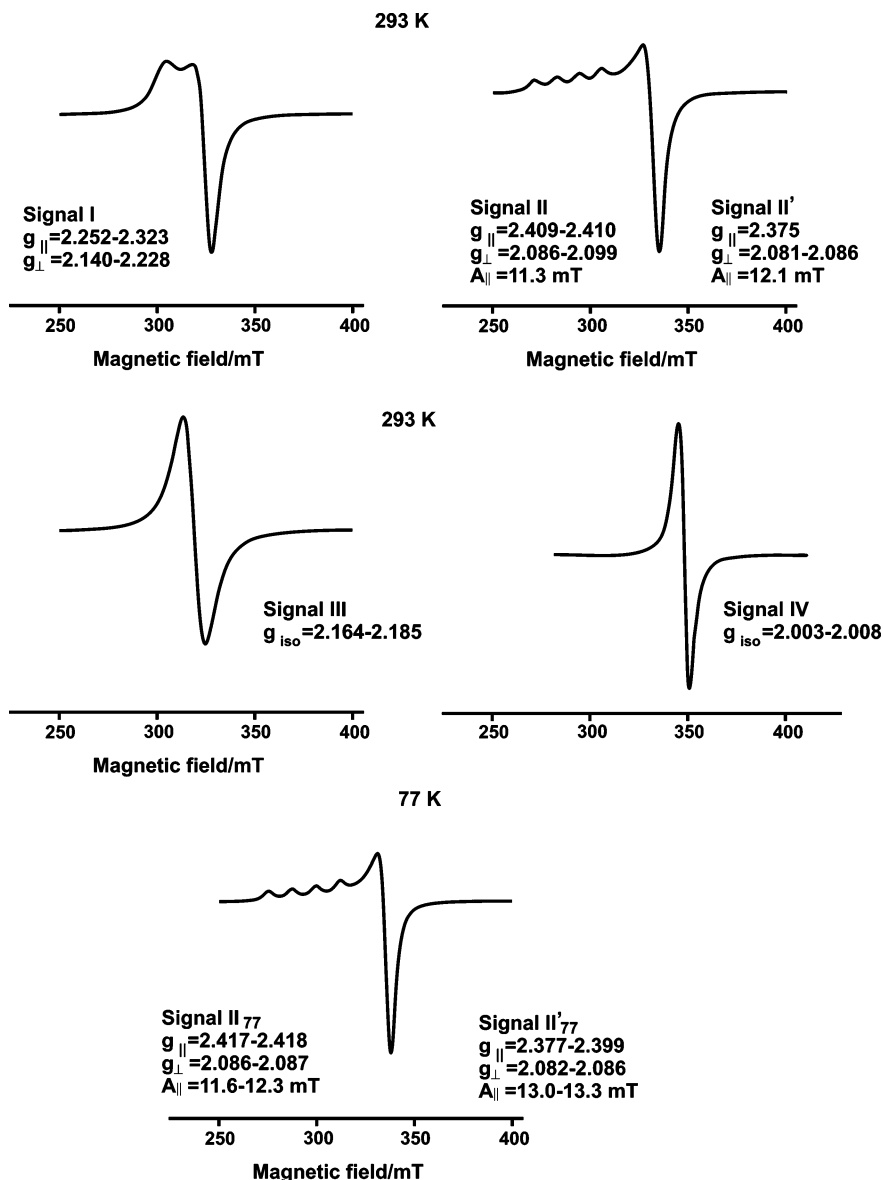 293 K
Signal I
g ||=2.252-2.323
g⊥=2.140-2.228
250 300 350 400
Magnetic field/mT
Signal II
g ||=2.409-2.410
g⊥=2.086-2.099
A|| =11.3 mT
Signal II'
g ||=2.375
g⊥=2.081-2.086
A|| =12.1 mT
250 300 350 400
Magnetic field/mT
293 K
Signal III
g iso=2.164-2.185
250 300 350 400
Magnetic field/mT
Signal IV
g iso=2.003-2.008
250 300 350 400
77 K
Signal II 77
g ||=2.417-2.418
g⊥=2.086-2.087
A|| =11.6-12.3 mT
Signal II'77
g ||=2.377-2.399
g⊥=2.082-2.086
A|| =13.0-13.3 mT
250 300 350 400
Magnetic field/mT